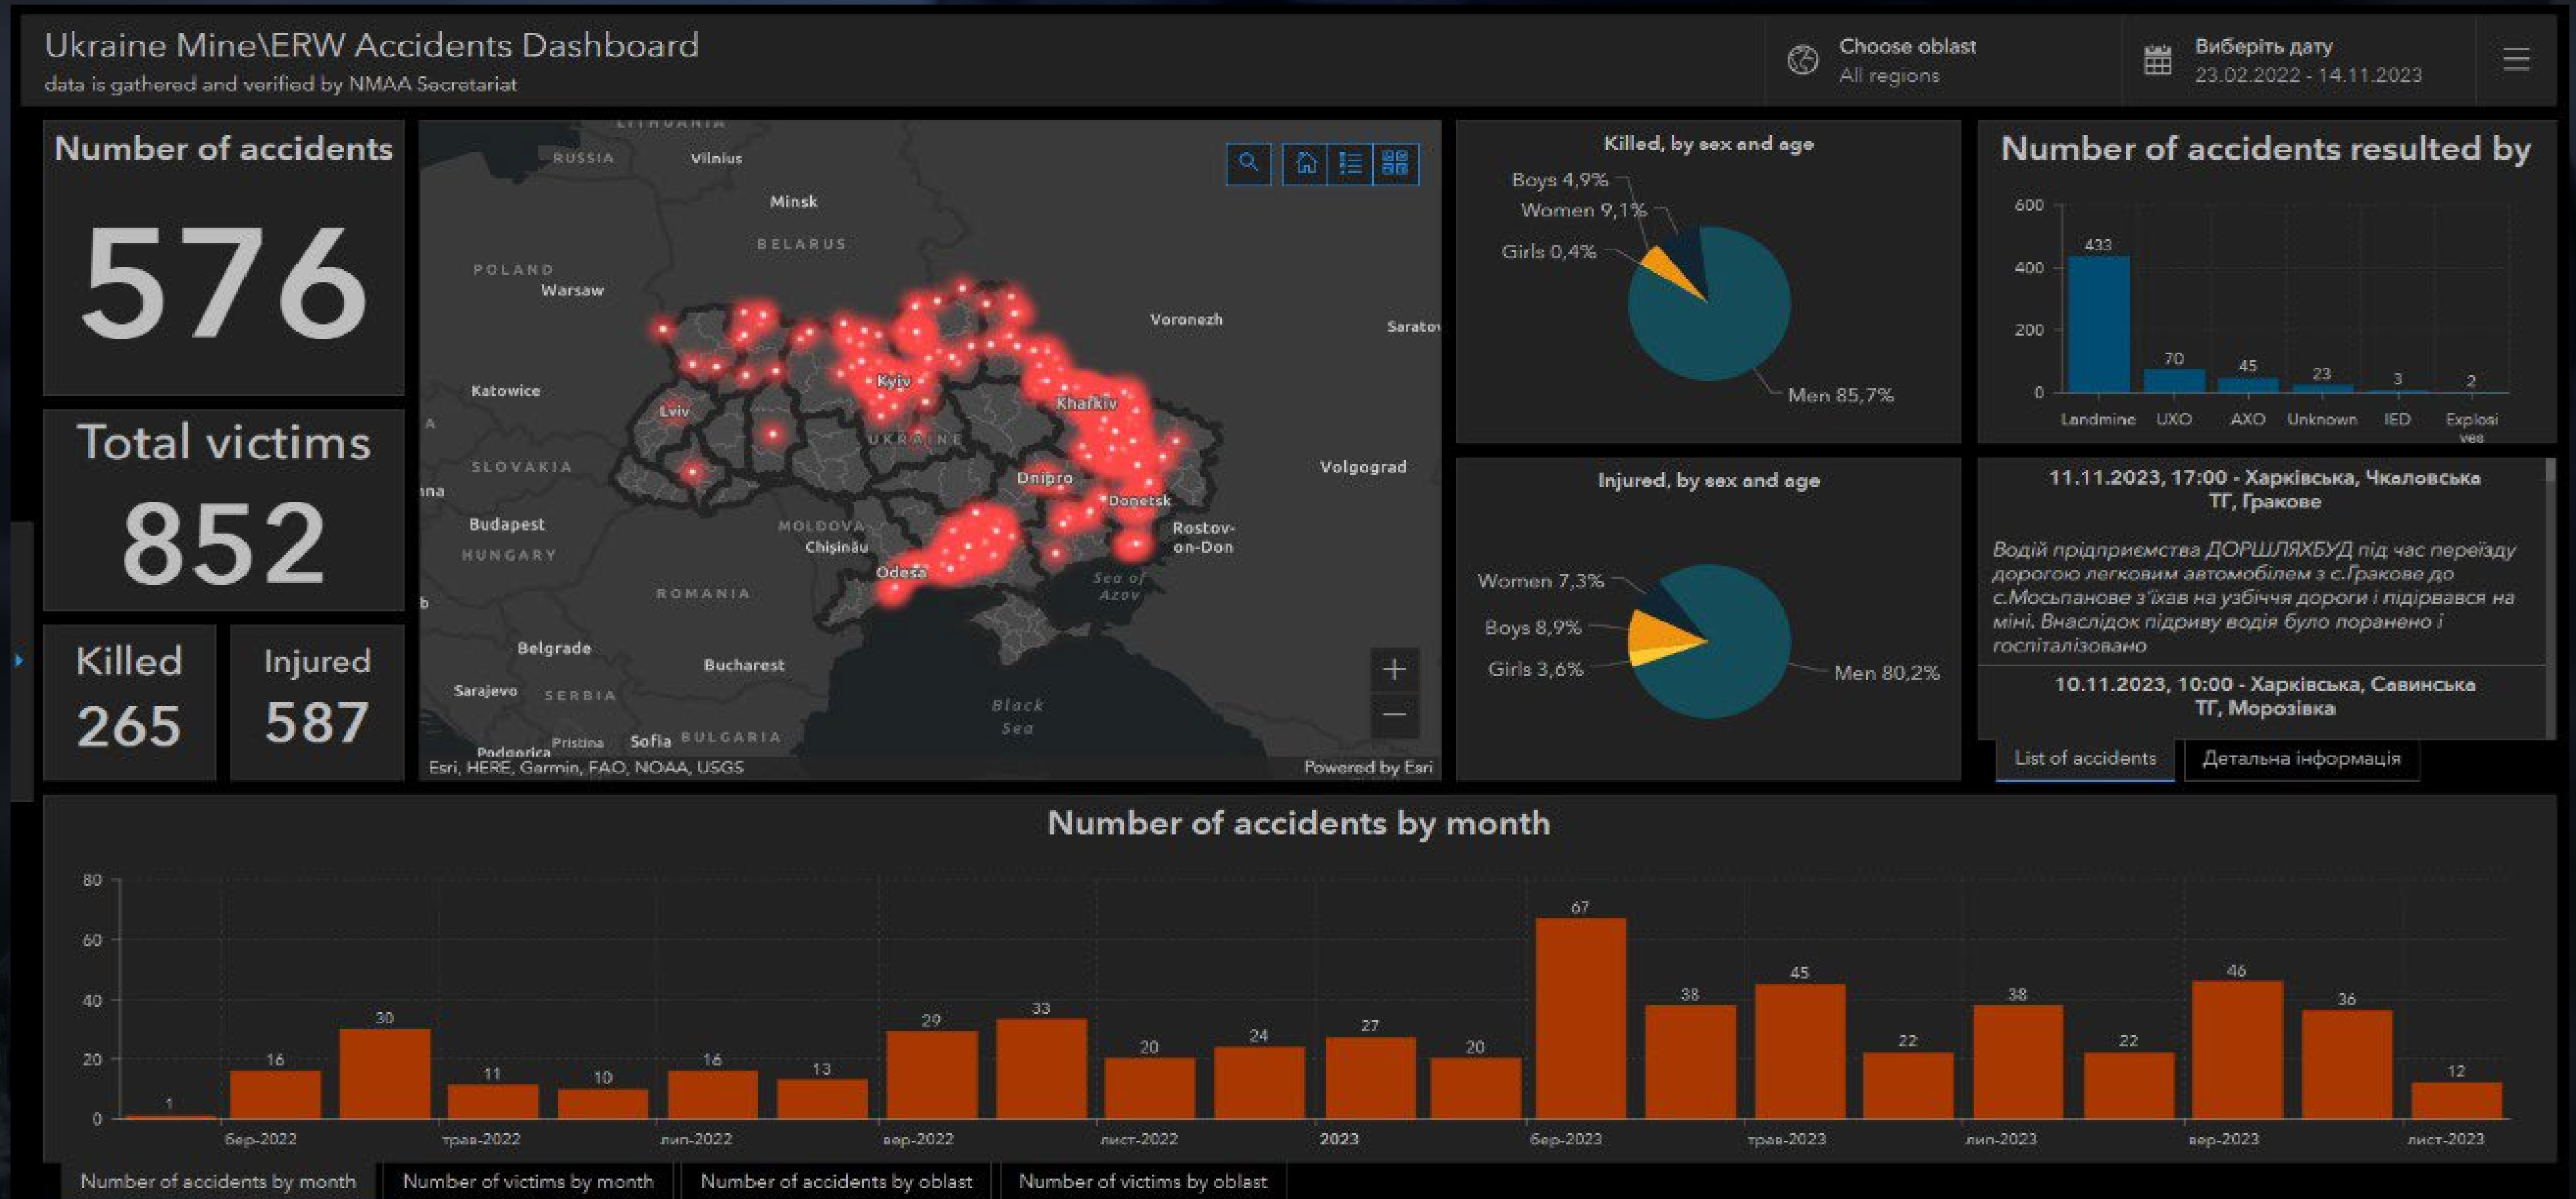 Ukraine Mine\ERW Accidents Dashboard
data is gathered and verified by NMAA Secretariat
Choose oblast
All regions
Виберіть дату
23.02.2022 - 14.11.2023
Number of accidents
576
Total victims
852
Killed
265
Injured
587
LITHUANIA
RUSSIA
Vilnius
Minsk
BELARUS
POLAND
Warsaw
Voronezh
Saratov
Katowice
Kyiv
Kharkiv
Lviv
UKRAINE
SLOVAKIA
Volgograd
Dnipro
Donetsk
Budapest
MOLDOVA
Rostov-
on-Don
HUNGARY
Chișinău
Odesa
Sea of
Azov
ROMANIA
Belgrade
Bucharest
Sarajevo
SERBIA
Black
Sea
Pristina
Sofia
BULGARIA
Podgorica
Esri, HERE, Garmin, FAO, NOAA, USGS
Powered by Esri
Killed, by sex and age
Boys 4,9%
Women 9,1%
Girls 0,4%
Men 85,7%
Injured, by sex and age
Women 7,3%
Boys 8,9%
Girls 3,6%
Men 80,2%
Number of accidents resulted by
600
400
200
0
433
70
45
23
3
2
Landmine
UXO
AXO
Unknown
IED
Explosi
ves
11.11.2023, 17:00 - Харківська, Чкаловська
ТГ, Гракове
Водій прідприємства ДОРШЛЯХБУД під час переїзду
дорогою легковим автомобілем з с.Гракове до
с.Мосьпанове з'їхав на узбіччя дороги і підірвався на
міні. Внаслідок підриву водія було поранено і
госпіталізовано
10.11.2023, 10:00 - Харківська, Савинська
ТГ, Морозівка
List of accidents
Детальна інформація
Number of accidents by month
80
60
40
20
0
1
16
30
11
10
16
13
29
33
20
24
27
20
67
38
45
22
38
22
46
36
12
бер-2022
трав-2022
лип-2022
вер-2022
лист-2022
2023
бер-2023
трав-2023
лип-2023
вер-2023
лист-2023
Number of accidents by month
Number of victims by month
Number of accidents by oblast
Number of victims by oblast